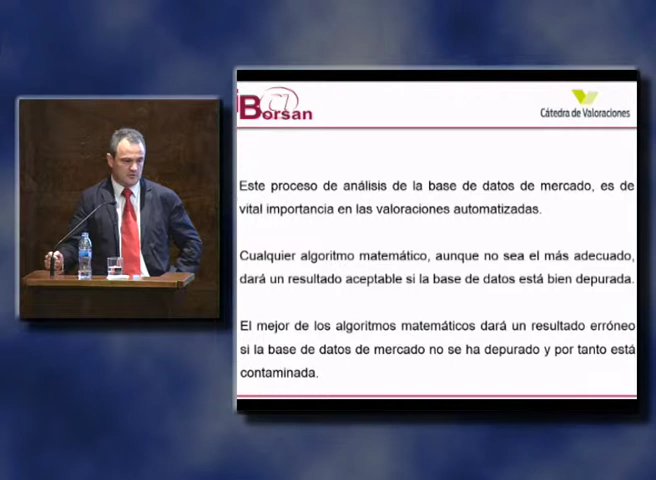 Borsan
Cátedra de Valoraciones
Este proceso de análisis de la base de datos de mercado, es de
vital importancia en las valoraciones automatizadas.
Cualquier algoritmo matemático, aunque no sea el más adecuado,
dará un resultado aceptable si la base de datos está bien depurada.
El mejor de los algoritmos matemáticos dará un resultado erróneo
si la base de datos de mercado no se ha depurado y por tanto está
contaminada.